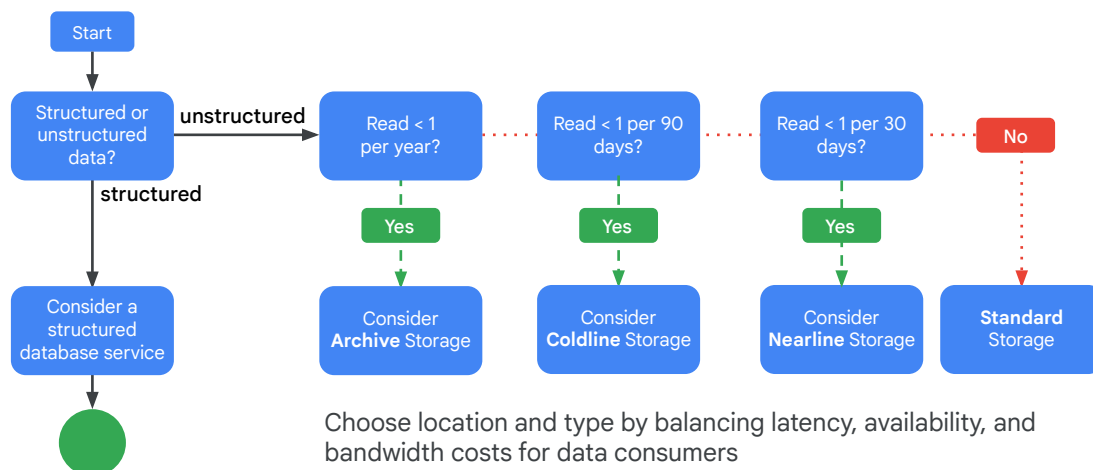 Start
Structured or
unstructured
data?
unstructured
structured
Read < 1
per year?
Read < 1 per 90
days?
Read < 1 per 30
days?
No
Yes
Yes
Yes
Consider a
structured
database service
Consider
Archive Storage
Consider
Coldline Storage
Consider
Nearline Storage
Standard
Storage
Choose location and type by balancing latency, availability, and
bandwidth costs for data consumers